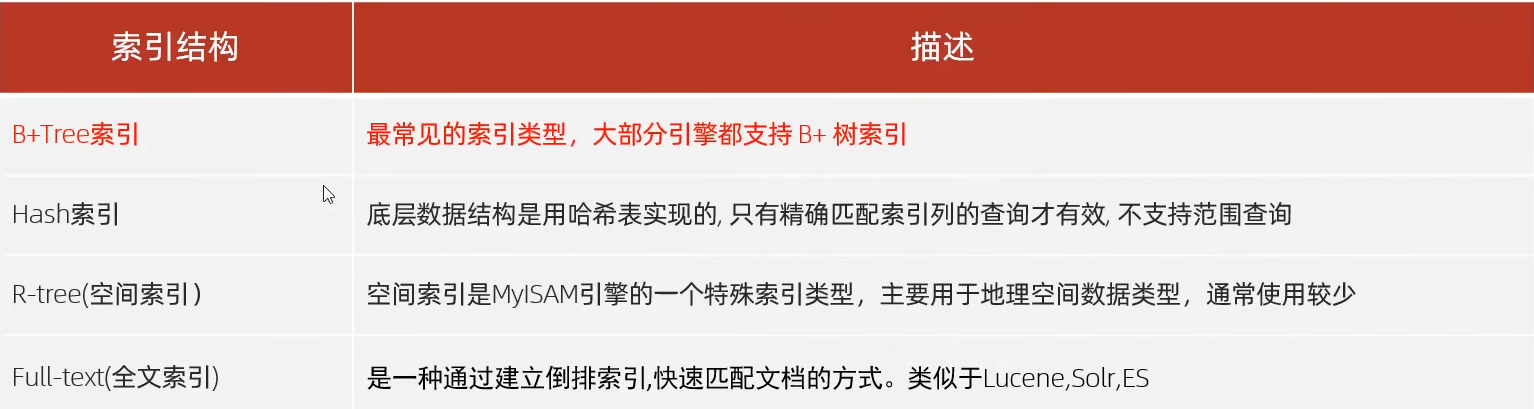 索引结构 描述
B+Tree索引 最常见的索引类型，大部分引擎都支持 B+ 树索引
Hash索引 底层数据结构是用哈希表实现的, 只有精确匹配索引列的查询才有效, 不支持范围查询
R-tree(空间索引） 空间索引是MyISAM引擎的一个特殊索引类型，主要用于地理空间数据类型，通常使用较少
Full-text(全文索引) 是一种通过建立倒排索引,快速匹配文档的方式。类似于Lucene,Solr,ES